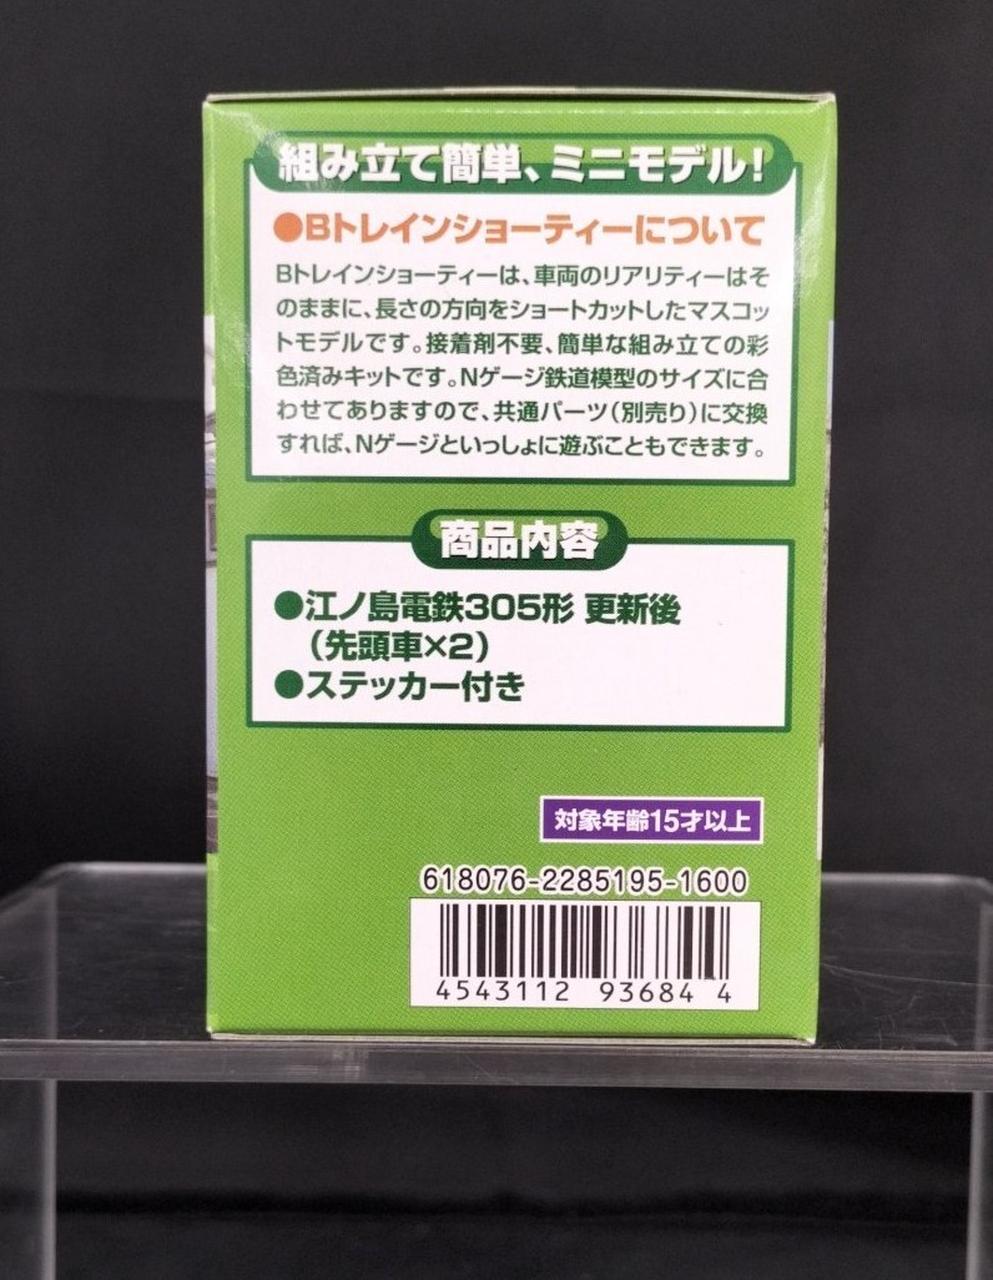 組み立て簡単、ミニモデル!
●Bトレインショーティーについて
Bトレインショーティーは、車両のリアリティーはそ
のままに、長さの方向をショートカットしたマスコッ
トモデルです。接着剤不要、簡単な組み立ての彩
色済みキットです。Nゲージ鉄道模型のサイズに合
わせてありますので、共通パーツ(別売り)に交換
すれば、Nゲージといっしょに遊ぶこともできます。
商品内容
●江ノ島電鉄305形 更新後
(先頭車×2)
●ステッカー付き
対象年齢15才以上
618076-2285195-1600
4543112 93684 4